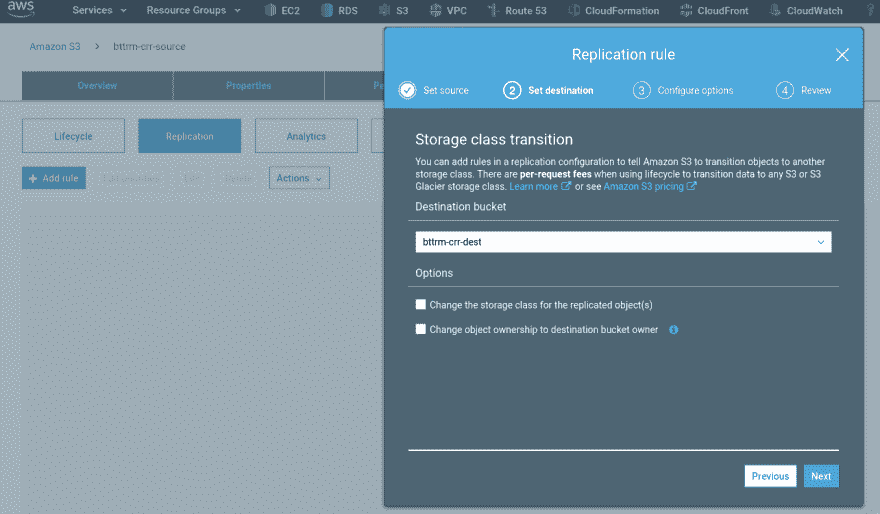 aws
Services Resource Groups EC2 RDS S3 VPC Route 53 CloudFormation CloudFront CloudWatch
Amazon S3 > bttrm-crr-source
Overview Properties Pe
Lifecycle Replication Analytics
+ Add rule Edit Delete Actions
Replication rule
Set source 2 Set destination 3 Configure options 4 Review
Storage class transition
You can add rules in a replication configuration to tell Amazon S3 to transition objects to another
storage class. There are per-request fees when using lifecycle to transition data to any S3 or S3
Glacier storage class. Learn more or see Amazon S3 pricing
Destination bucket
bttrm-crr-dest
Options
Change the storage class for the replicated object(s)
Change object ownership to destination bucket owner
Previous Next